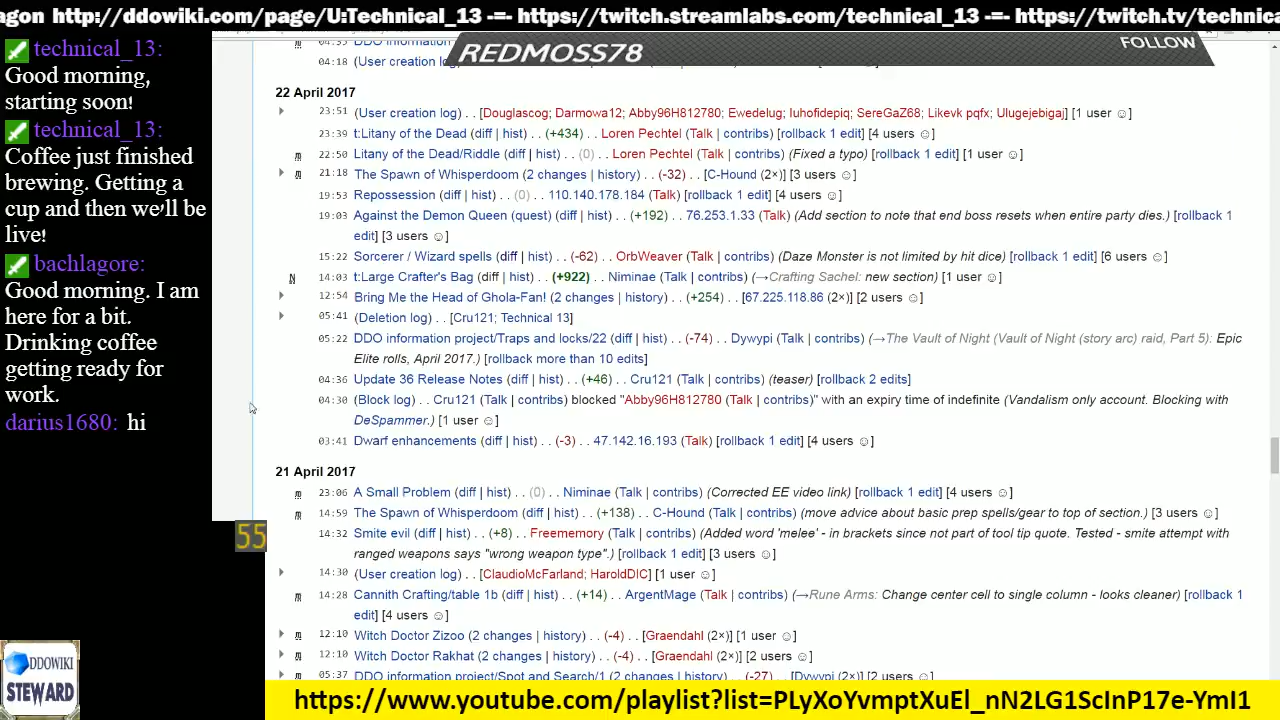 agon http://ddowiki.com/page/U:Technical_13 -=- https://twitch.streamlabs.com/technical_13 -=- https://twitch.tv/technic
technical_13:
Good morning,
starting soon!
technical_13:
Coffee just finished
brewing. Getting a
cup and then we'll be
live!
bachlagore:
Good morning. I am
here for a bit.
Drinking coffee
getting ready for
work.
darius1680: hi
REDMOSS78
FOLLOW
m 04:35 DDO information
04:18 (User creation log
22 April 2017
23:51 (User creation log) . . [Douglascog; Darmowa12; Abby96H812780; Ewedelug; Iuhofidepiq; SereGaZ68; Likevk pqfx; Ulugejebigaj] [1 user ☺]
23:39 t:Litany of the Dead (diff | hist) . . (+434) . . Loren Pechtel (Talk | contribs) [rollback 1 edit] [4 users ☺]
m 22:50 Litany of the Dead/Riddle (diff | hist) . . (0) . . Loren Pechtel (Talk | contribs) (Fixed a typo) [rollback 1 edit] [1 user ☺]
m 21:18 The Spawn of Whisperdoom (2 changes | history) . . (-32) . . [C-Hound (2×)] [3 users ☺]
19:53 Repossession (diff | hist) . . (0) . . 110.140.178.184 (Talk) [rollback 1 edit] [4 users ☺]
19:03 Against the Demon Queen (quest) (diff | hist) . . (+192) . . 76.253.1.33 (Talk) (Add section to note that end boss resets when entire party dies.) [rollback 1
edit] [3 users ☺]
15:22 Sorcerer / Wizard spells (diff | hist) . . (-62) . . OrbWeaver (Talk | contribs) (Daze Monster is not limited by hit dice) [rollback 1 edit] [6 users ☺]
N 14:03 t:Large Crafter's Bag (diff | hist) . . (+922) . . Niminae (Talk | contribs) (→Crafting Sachel: new section) [1 user ☺]
12:54 Bring Me the Head of Ghola-Fan! (2 changes | history) . . (+254) . . [67.225.118.86 (2×)] [2 users ☺]
05:41 (Deletion log) . . [Cru121; Technical 13]
05:22 DDO information project/Traps and locks/22 (diff | hist) . . (-74) . . Dywypi (Talk | contribs) (→The Vault of Night (Vault of Night (story arc) raid, Part 5): Epic
Elite rolls, April 2017.) [rollback more than 10 edits]
04:36 Update 36 Release Notes (diff | hist) . . (+46) . . Cru121 (Talk | contribs) (teaser) [rollback 2 edits]
04:30 (Block log) . . Cru121 (Talk | contribs) blocked "Abby96H812780 (Talk | contribs)" with an expiry time of indefinite (Vandalism only account. Blocking with
DeSpammer.) [1 user ☺]
03:41 Dwarf enhancements (diff | hist) . . (-3) . . 47.142.16.193 (Talk) [rollback 1 edit] [4 users ☺]
21 April 2017
m 23:06 A Small Problem (diff | hist) . . (0) . . Niminae (Talk | contribs) (Corrected EE video link) [rollback 1 edit] [4 users ☺]
m 14:59 The Spawn of Whisperdoom (diff | hist) . . (+138) . . C-Hound (Talk | contribs) (move advice about basic prep spells/gear to top of section.) [3 users ☺]
14:32 Smite evil (diff | hist) . . (+8) . . Freememory (Talk | contribs) (Added word 'melee' - in brackets since not part of tool tip quote. Tested - smite attempt with
ranged weapons says "wrong weapon type".) [rollback 1 edit] [3 users ☺]
14:30 (User creation log) . . [ClaudioMcFarland; HaroldDIC] [1 user ☺]
m 14:28 Cannith Crafting/table 1b (diff | hist) . . (+14) . . ArgentMage (Talk | contribs) (→Rune Arms: Change center cell to single column - looks cleaner) [rollback 1
edit] [4 users ☺]
m 12:10 Witch Doctor Zizoo (2 changes | history) . . (-4) . . [Graendahl (2×)] [1 user ☺]
m 12:10 Witch Doctor Rakhat (2 changes | history) . . (-4) . . [Graendahl (2×)] [2 users ☺]
m 05:37 DDO information project/Spot and Search/1 (2 changes | history) . . (-27) . . [Dywypi (2×)] [2 users ☺]
55
DDOWIKI
STEWARD
https://www.youtube.com/playlist?list=PLyXoYvmptXuEl_nN2LG1ScInP17e-YmI1